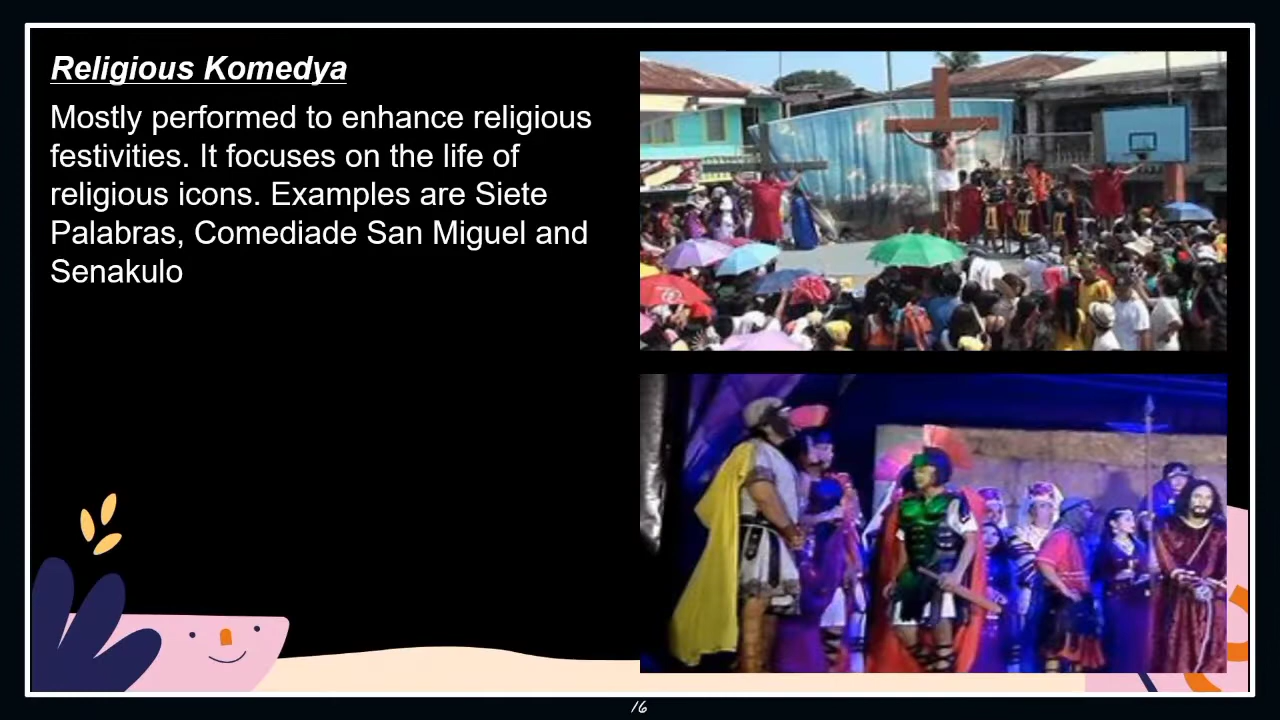 Religious Komedya
Mostly performed to enhance religious
festivities. It focuses on the life of
religious icons. Examples are Siete
Palabras, Comediade San Miguel and
Senakulo
16